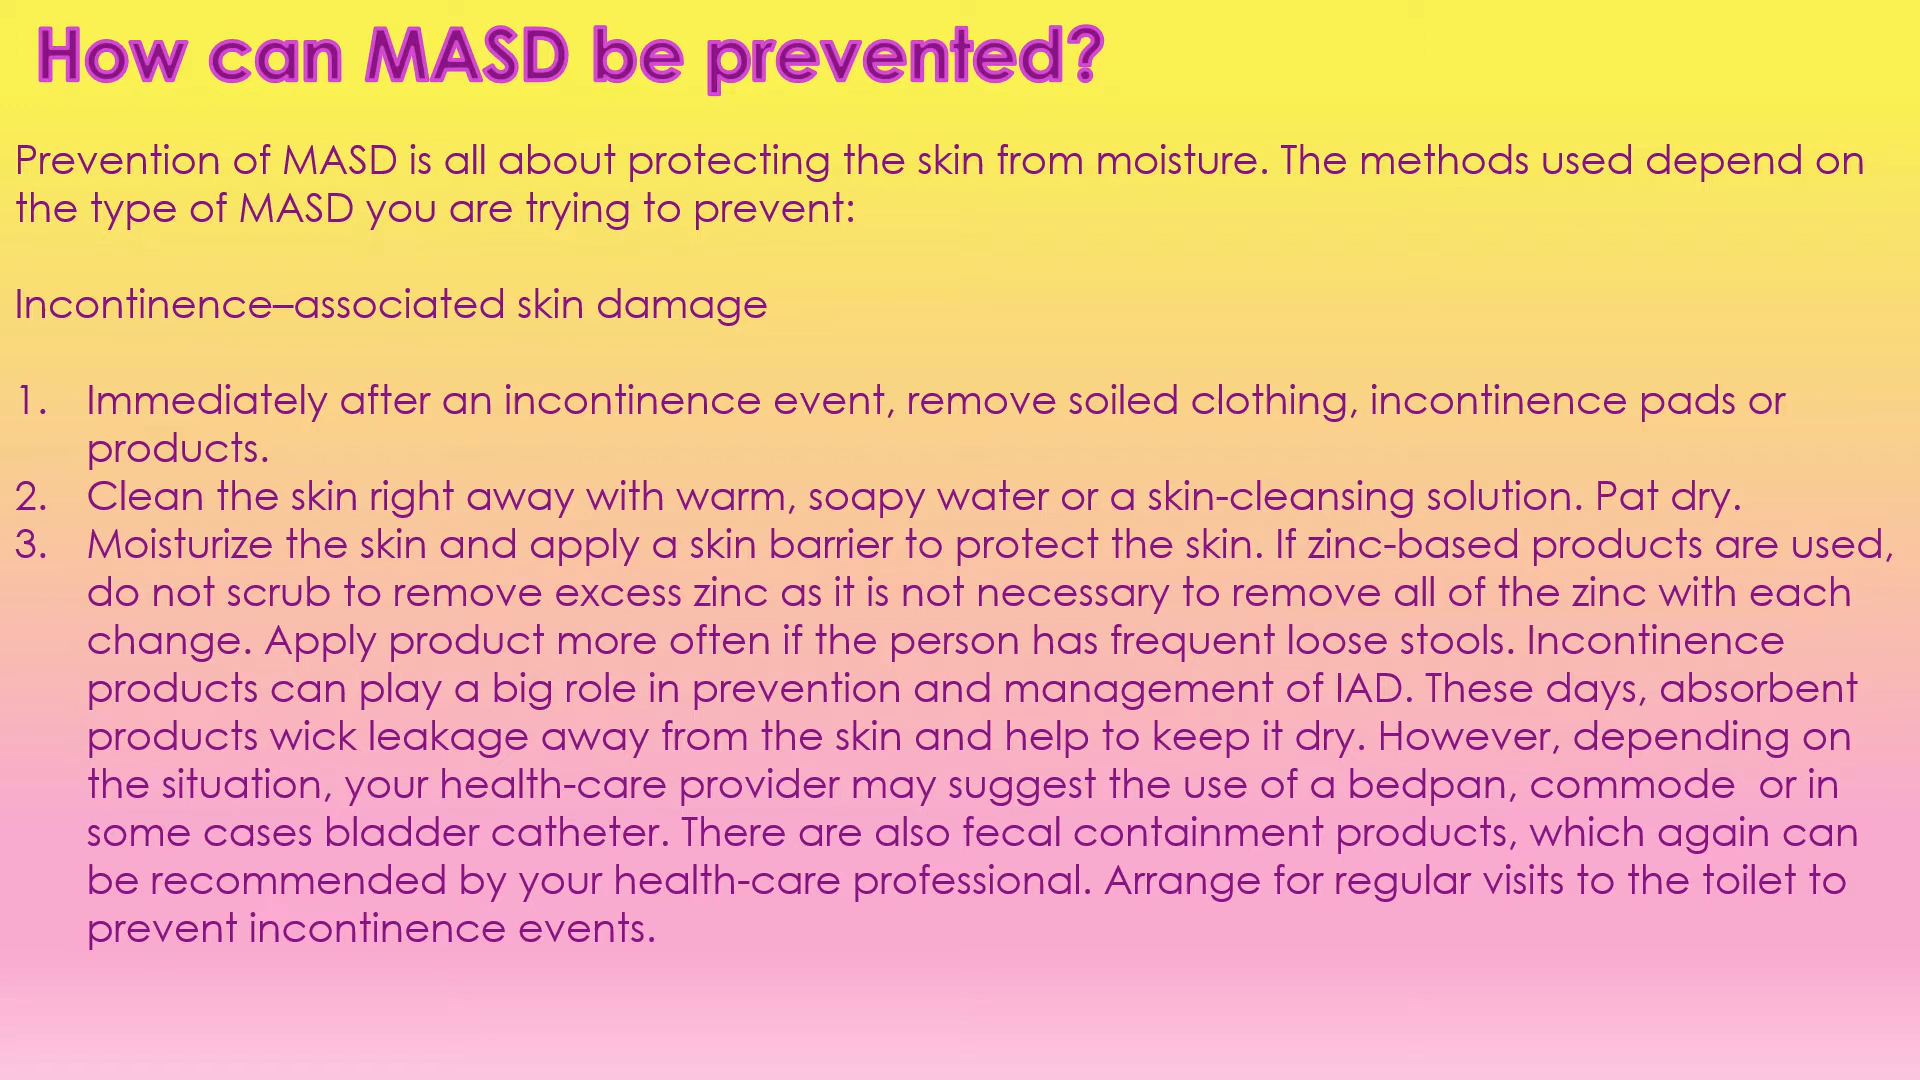 How can MASD be prevented?
Prevention of MASD is all about protecting the skin from moisture. The methods used depend on
the type of MASD you are trying to prevent:
Incontinence–associated skin damage
1. Immediately after an incontinence event, remove soiled clothing, incontinence pads or
products.
2. Clean the skin right away with warm, soapy water or a skin-cleansing solution. Pat dry.
3. Moisturize the skin and apply a skin barrier to protect the skin. If zinc-based products are used,
do not scrub to remove excess zinc as it is not necessary to remove all of the zinc with each
change. Apply product more often if the person has frequent loose stools. Incontinence
products can play a big role in prevention and management of IAD. These days, absorbent
products wick leakage away from the skin and help to keep it dry. However, depending on
the situation, your health-care provider may suggest the use of a bedpan, commode  or in
some cases bladder catheter. There are also fecal containment products, which again can
be recommended by your health-care professional. Arrange for regular visits to the toilet to
prevent incontinence events.